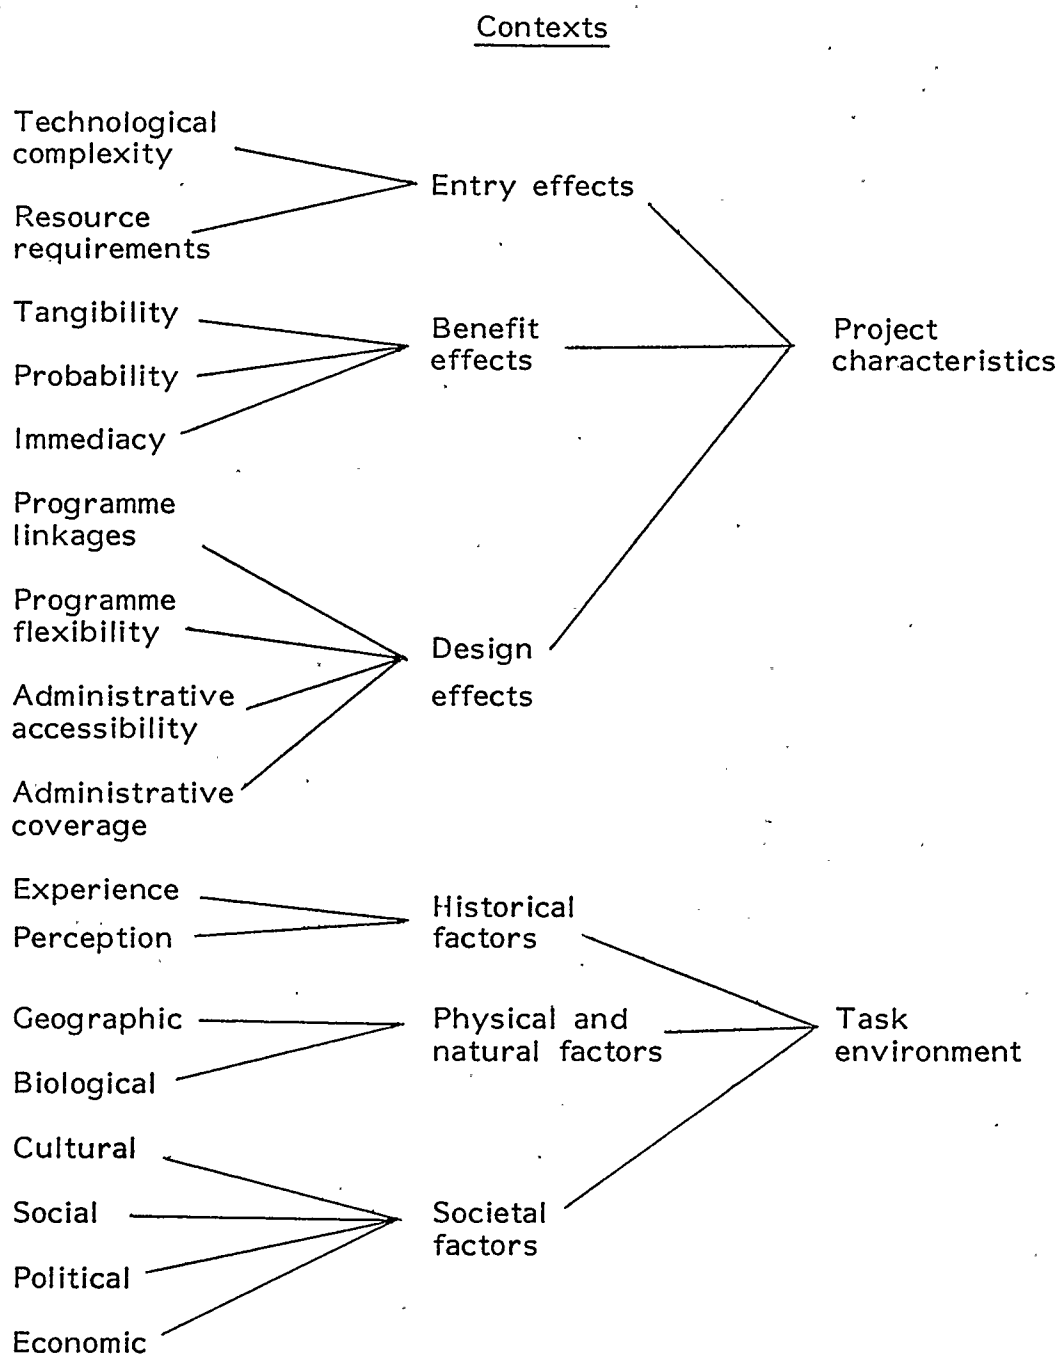 Contexts
Technological
complexity
Resource
requirements
Entry effects
Tangibility
Probability
Immediacy
Benefit
effects
Project
characteristics
Programme
linkages
Programme
flexibility
Administrative
accessibility
Administrative
coverage
Design
effects
Experience
Perception
Historical
factors
Geographic
Biological
Physical and
natural factors
Task
environment
Cultural
Social
Political
Economic
Societal
factors